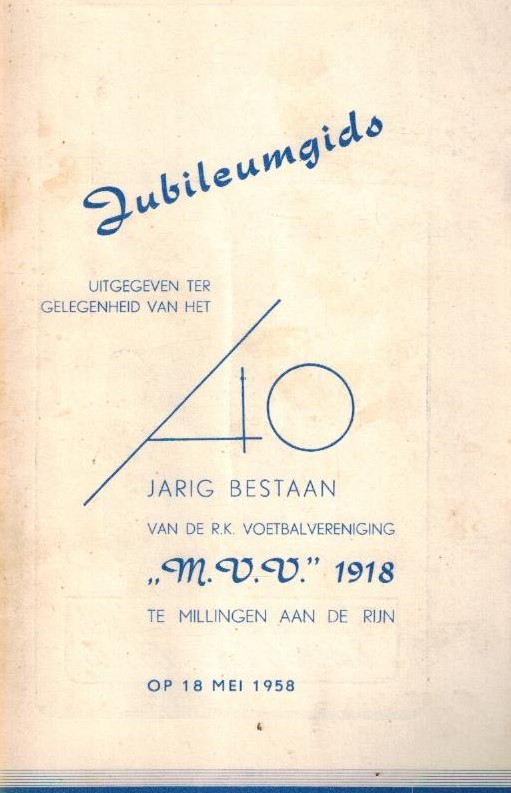 Jubileumgids
UITGEGEVEN TER
GELEGENHEID VAN HET
40
JARIG BESTAAN
VAN DE R.K. VOETBALVERENIGING
„M.V.V.” 1918
TE MILLINGEN AAN DE RIJN
OP 18 MEI 1958